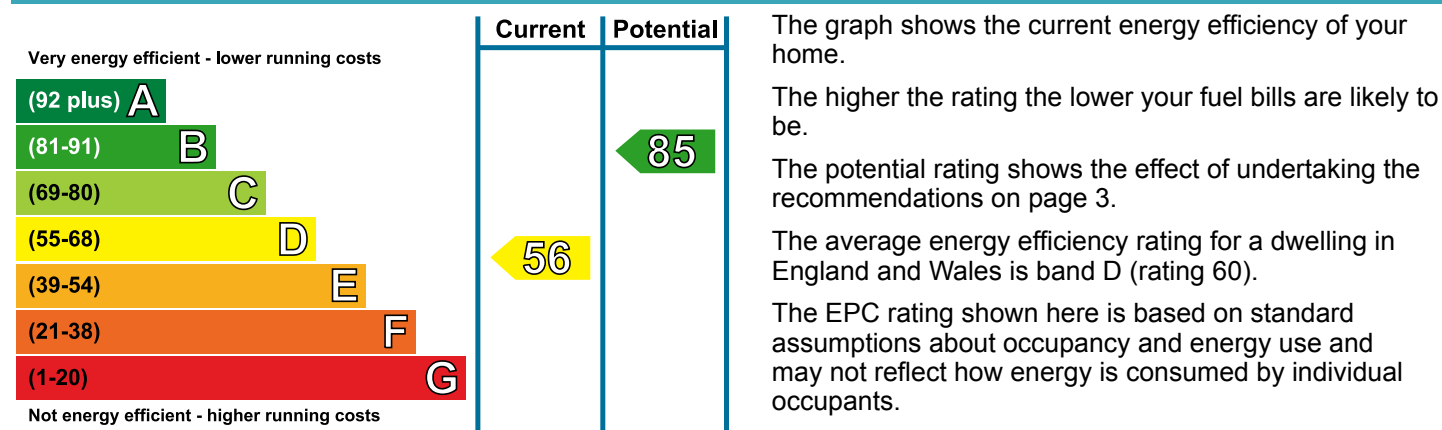 Current Potential
Very energy efficient - lower running costs
(92 plus) A
(81-91) B
85
(69-80) C
(55-68) D
56
(39-54) E
(21-38) F
(1-20) G
Not energy efficient - higher running costs
The graph shows the current energy efficiency of your
home.
The higher the rating the lower your fuel bills are likely to
be.
The potential rating shows the effect of undertaking the
recommendations on page 3.
The average energy efficiency rating for a dwelling in
England and Wales is band D (rating 60).
The EPC rating shown here is based on standard
assumptions about occupancy and energy use and
may not reflect how energy is consumed by individual
occupants.